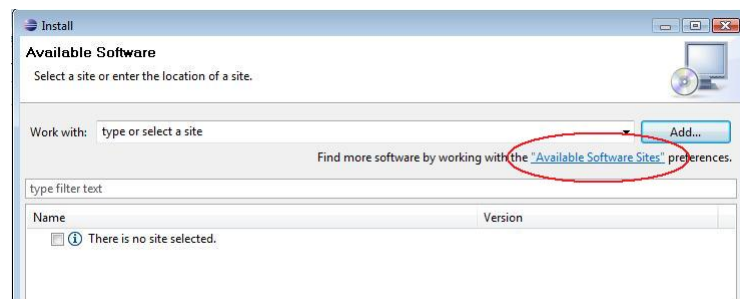 Install
Available Software
Select a site or enter the location of a site.
Work with: type or select a site Add...
Find more software by working with the "Available Software Sites" preferences.
type filter text
Name Version
There is no site selected.